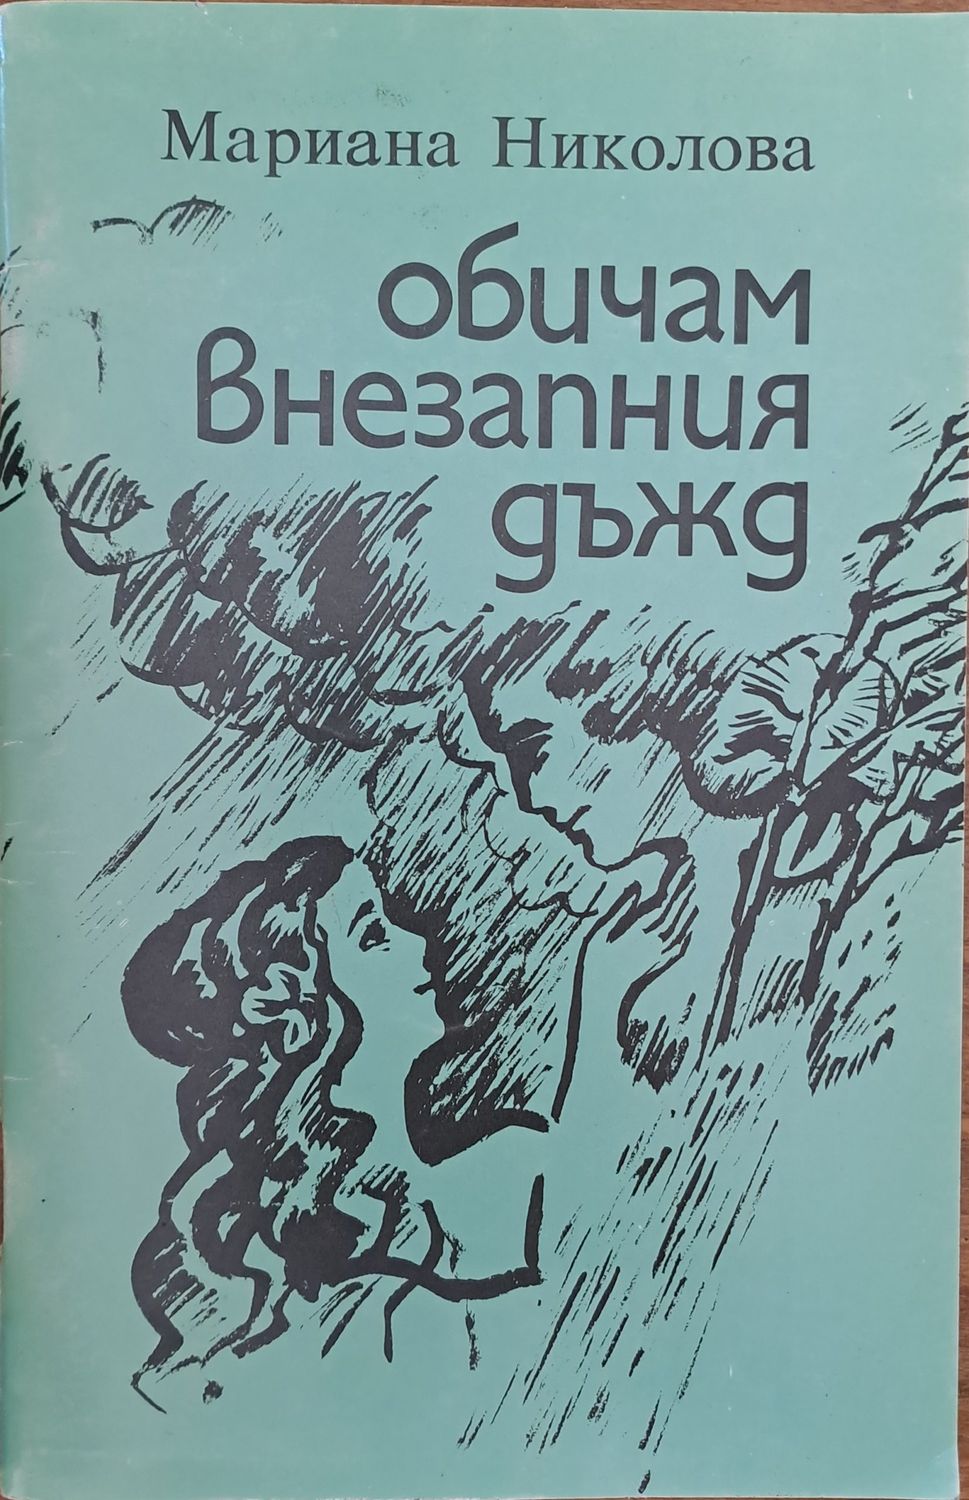 Мариана Николова
обичам
внезапния
дъжд